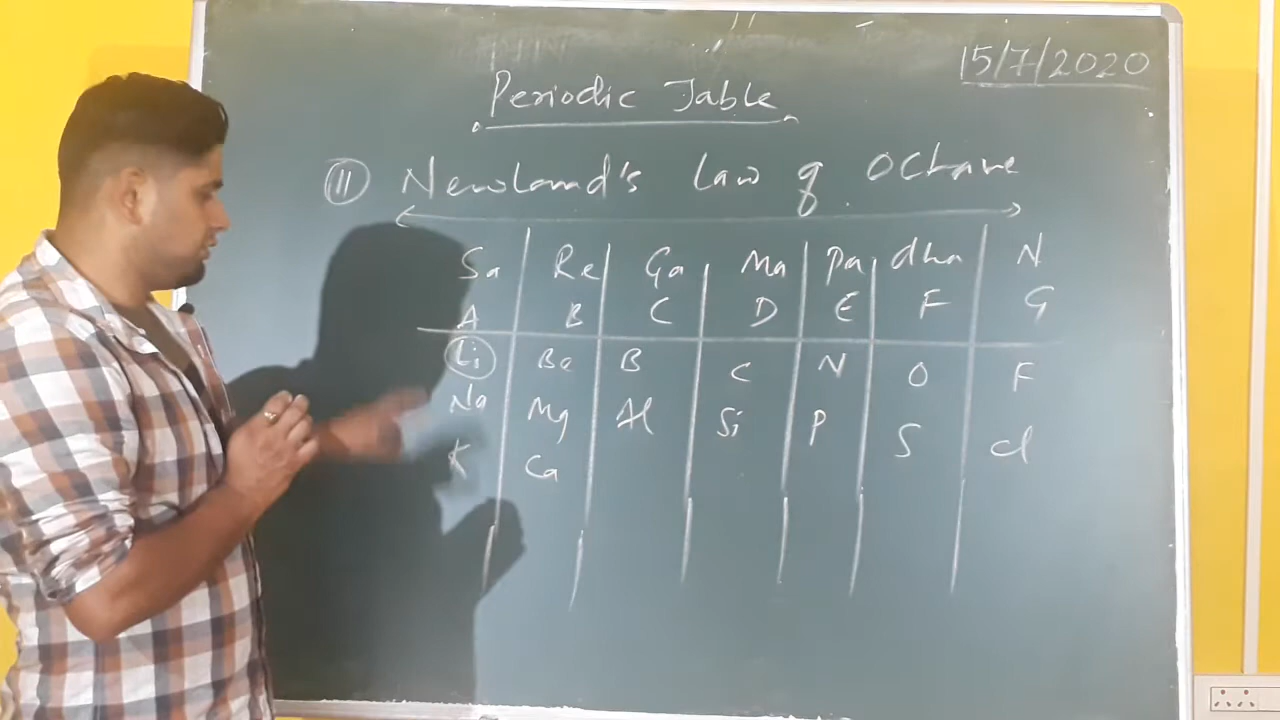 15/7/2020
Periodic Table
11 Newland's Law of Octave
Sa Re Ga Ma Pa dha N
A B C D E F G
Li Be B C N O F
Na Mg Al Si P S Cl
K Ca